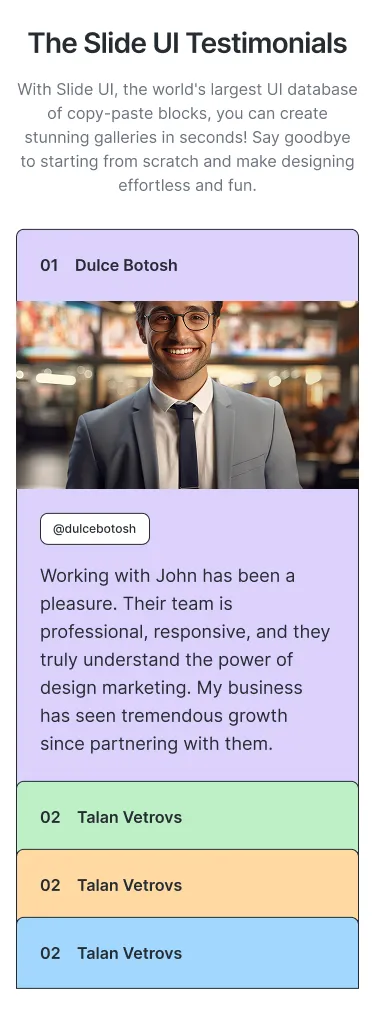 The Slide UI Testimonials
With Slide UI, the world's largest UI database
of copy-paste blocks, you can create
stunning galleries in seconds! Say goodbye
to starting from scratch and make designing
effortless and fun.
01 Dulce Botosh
@dulcebotosh
Working with John has been a
pleasure. Their team is
professional, responsive, and they
truly understand the power of
design marketing. My business
has seen tremendous growth
since partnering with them.
02 Talan Vetrovs
02 Talan Vetrovs
02 Talan Vetrovs